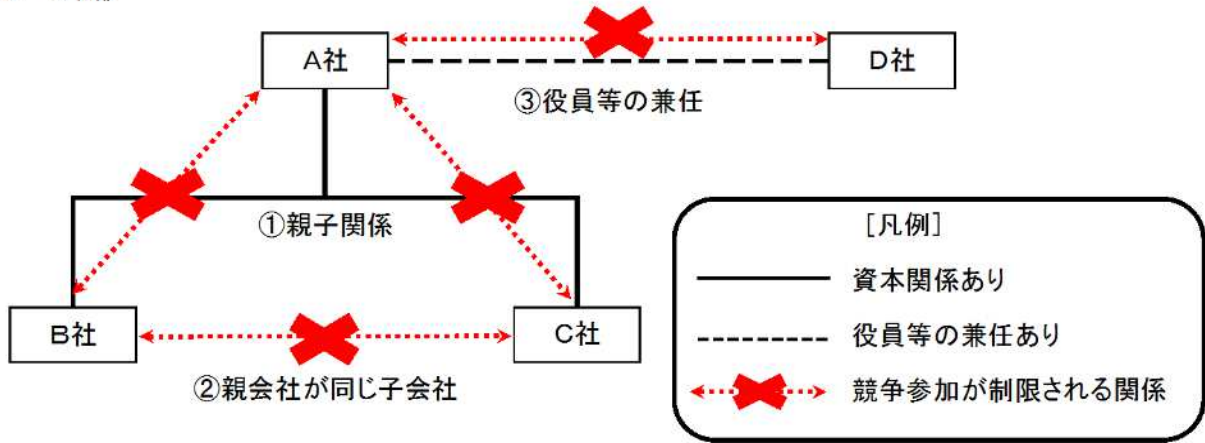 A社
D社
③役員等の兼任
①親子関係
B社
C社
②親会社が同じ子会社
[凡例]
資本関係あり
役員等の兼任あり
競争参加が制限される関係